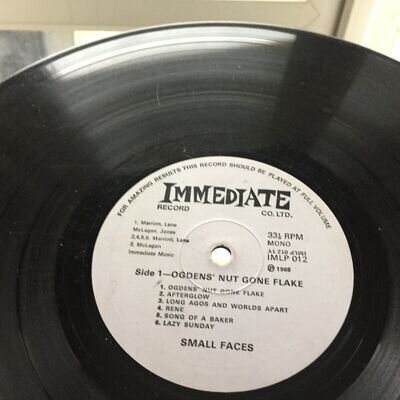 FOR AMAZING RESULTS THIS RECORD SHOULD BE PLAYED AT FULL VOLUME
IMMEDIATE
RECORD CO. LTD.
1. Marriott, Lane
McLagan, Jones
2,4,5,6. Marriott, Lane
3. McLagan
Immediate Music
33⅓ RPM
MONO
IMLP 012
℗ 1968
Side 1—OGDENS' NUT GONE FLAKE
1. OGDENS' NUT GONE FLAKE
2. AFTERGLOW
3. LONG AGOS AND WORLDS APART
4. RENE
5. SONG OF A BAKER
6. LAZY SUNDAY
SMALL FACES